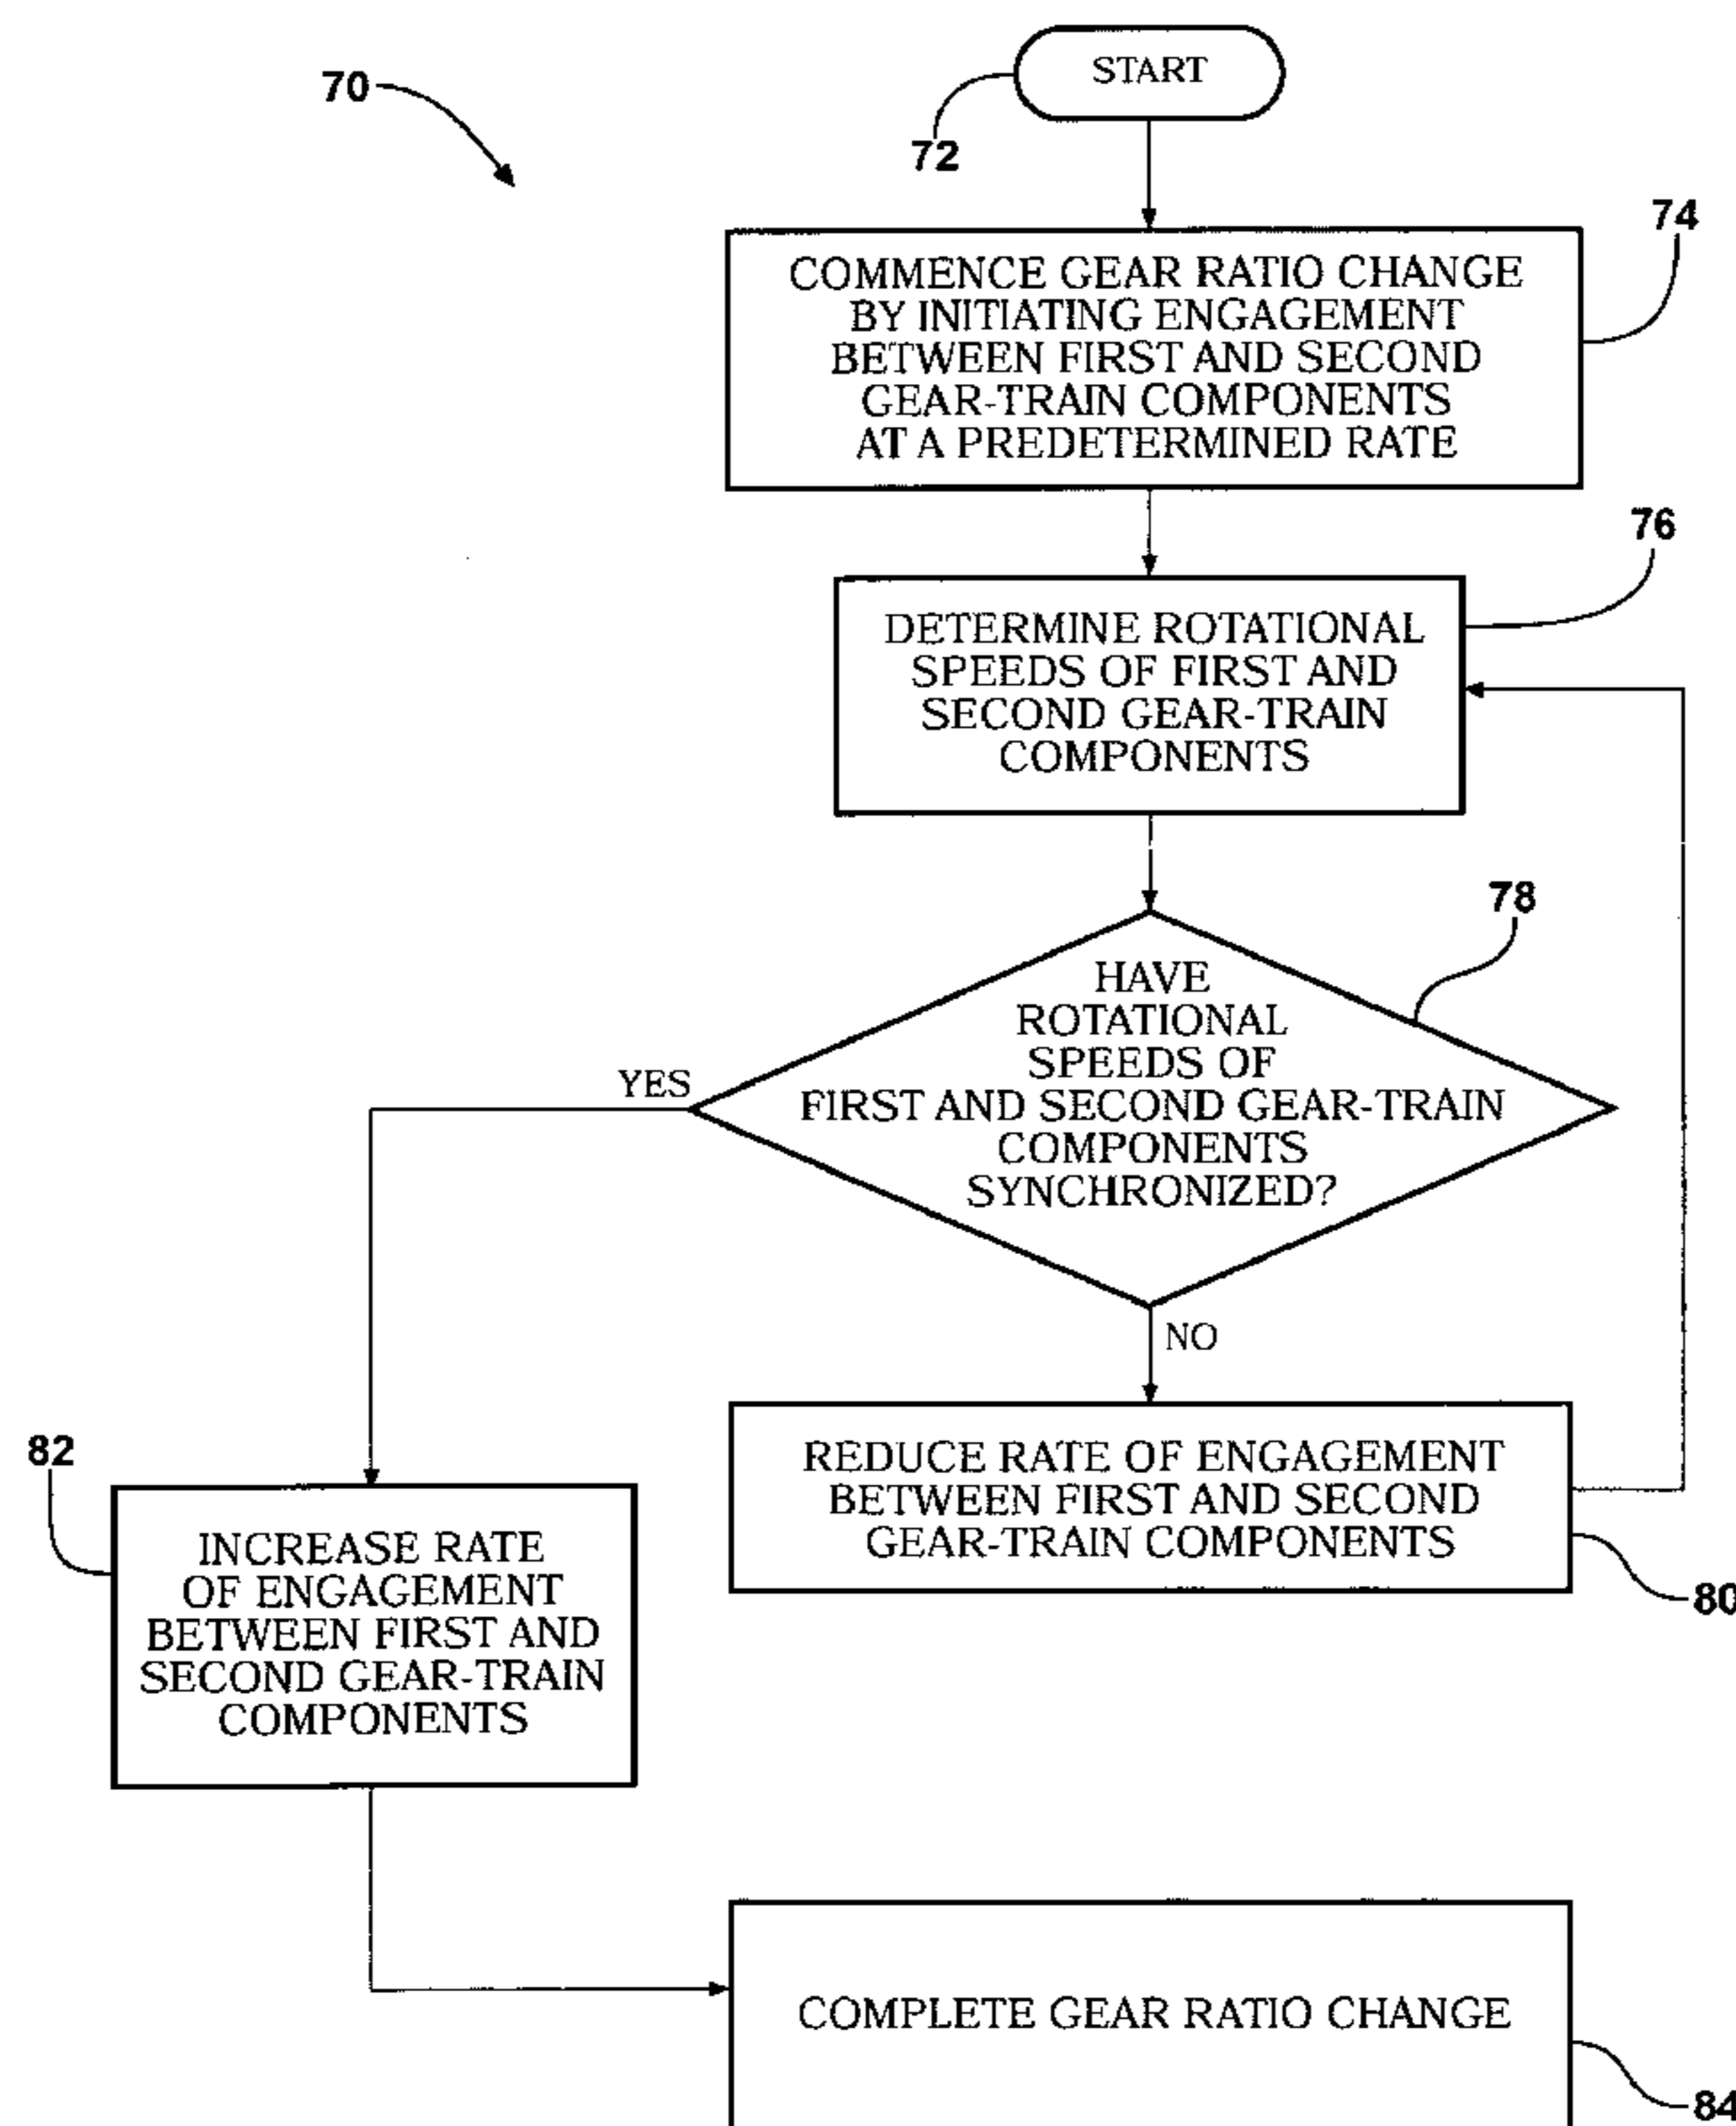 START
70
72
74
COMMENCE GEAR RATIO CHANGE
BY INITIATING ENGAGEMENT
BETWEEN FIRST AND SECOND
GEAR-TRAIN COMPONENTS
AT A PREDETERMINED RATE
76
DETERMINE ROTATIONAL
SPEEDS OF FIRST AND
SECOND GEAR-TRAIN
COMPONENTS
78
HAVE
ROTATIONAL
SPEEDS OF
FIRST AND SECOND GEAR-TRAIN
COMPONENTS
SYNCHRONIZED?
YES
NO
REDUCE RATE OF ENGAGEMENT
BETWEEN FIRST AND SECOND
GEAR-TRAIN COMPONENTS
80
82
INCREASE RATE
OF ENGAGEMENT
BETWEEN FIRST AND
SECOND GEAR-TRAIN
COMPONENTS
COMPLETE GEAR RATIO CHANGE
84